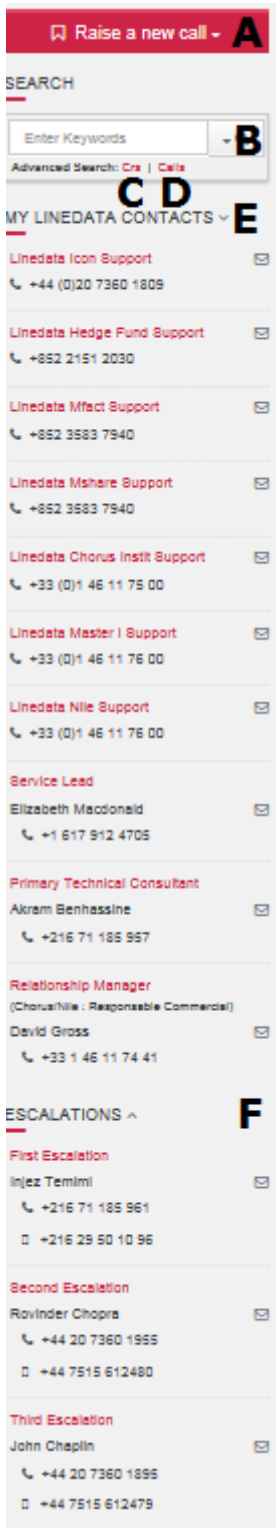 Raise a new call A
SEARCH
Enter Keywords B
Advanced Search: Crs | Calls
C D
MY LINEDATA CONTACTS E
Linedata Icon Support
+44 (0)20 7360 1809
Linedata Hedge Fund Support
+852 2151 2030
Linedata Mfact Support
+852 3583 7940
Linedata Mshare Support
+852 3583 7940
Linedata Chorus Instit Support
+33 (0)1 46 11 75 00
Linedata Master I Support
+33 (0)1 46 11 76 00
Linedata Nile Support
+33 (0)1 46 11 76 00
Service Lead
Elizabeth Macdonald
+1 617 912 4705
Primary Technical Consultant
Akram Benhassine
+216 71 185 957
Relationship Manager
(Chorus/Nile : Responsable Commercial)
David Gross
+33 1 46 11 74 41
ESCALATIONS F
First Escalation
Injez Temimi
+216 71 185 961
+216 29 50 10 96
Second Escalation
Rovinder Chopra
+44 20 7360 1955
+44 7515 612480
Third Escalation
John Chaplin
+44 20 7360 1895
+44 7515 612479